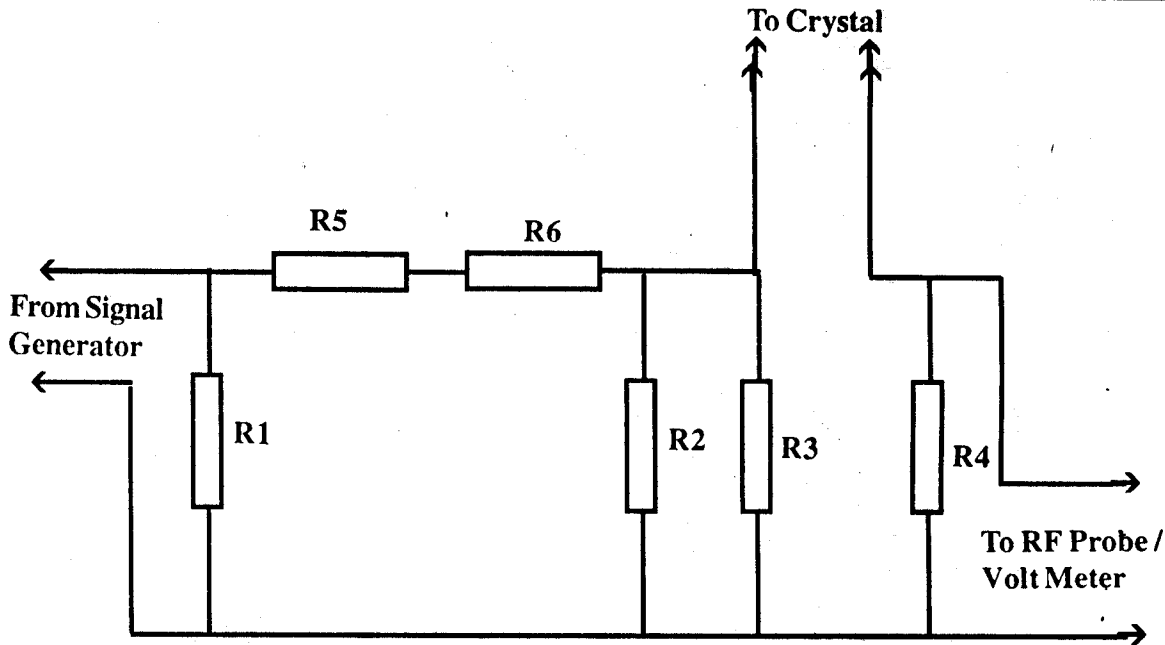 To Crystal
R5
R6
From Signal
Generator
R1
R2
R3
R4
To RF Probe /
Volt Meter